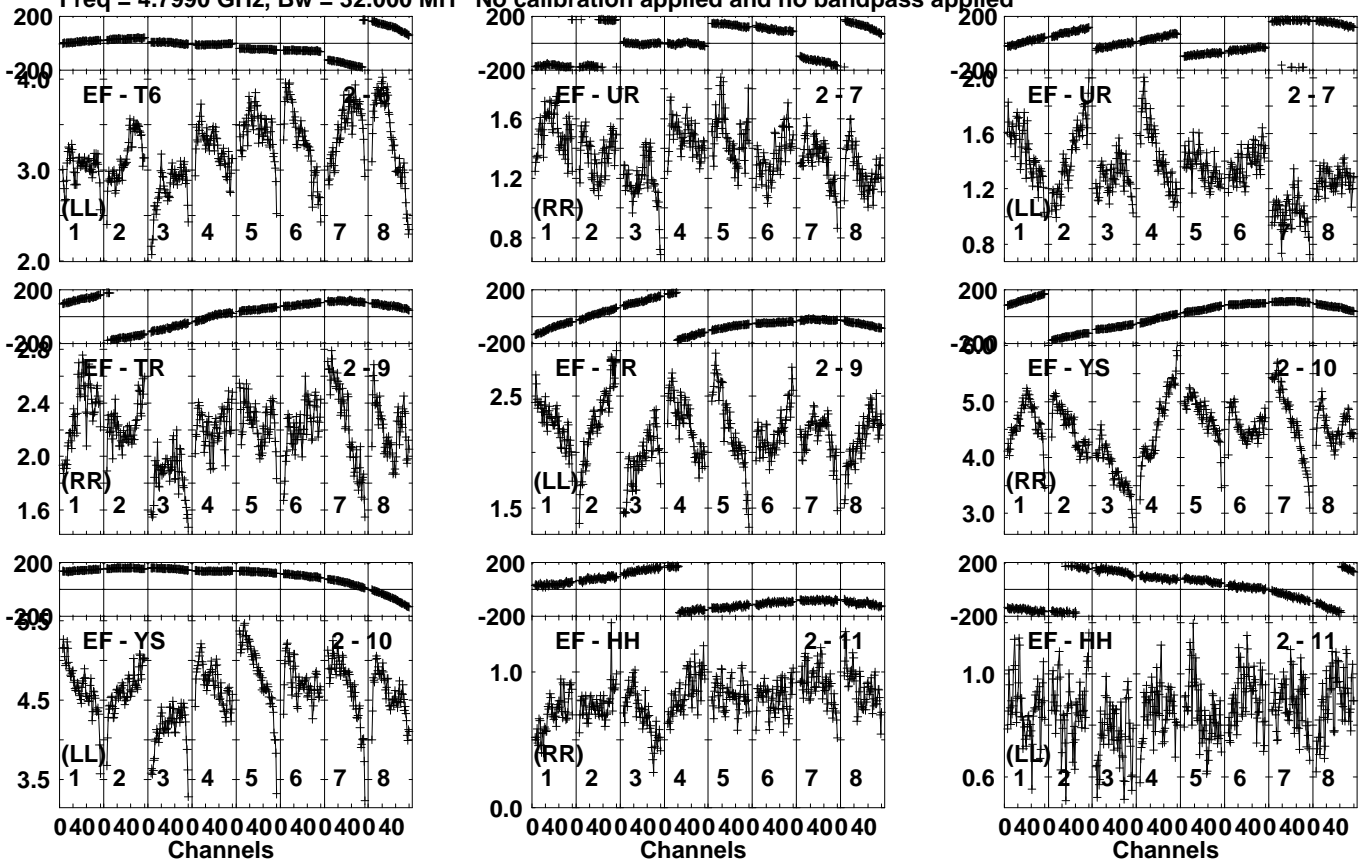 Freq = 4.7990 GHz, Bw = 32.000 MH No calibration applied and no bandpass applied
200 200 200
-200 -200 -200
4.0 2.0
EF - T6 EF - UR 2 - 7 EF - UR 2 - 7
1.6 1.6
3.0 1.2 1.2
(LL) (RR) (LL)
1 2 3 4 5 6 7 8 1 2 3 4 5 6 7 8 1 2 3 4 5 6 7 8
2.0 0.8 0.8
200 200 200
-200 -200 -200
2.8 6.0
EF - TR 2 - 9 EF - TR 2 - 9 EF - YS 2 - 10
2.4 2.5 5.0
2.0 4.0
(RR) (LL) (RR)
1 2 3 4 5 6 7 8 1 2 3 4 5 6 7 8 1 2 3 4 5 6 7 8
1.6 1.5 3.0
200 200 200
-200 -200 -200
5.5
EF - YS 2 - 10 EF - HH 2 - 11 EF - HH 2 - 11
4.5 1.0 1.0
(LL) (RR) (LL)
1 2 3 4 5 6 7 8 1 2 3 4 5 6 7 8 1 2 3 4 5 6 7 8
3.5 0.0 0.6
0 40 0 40 0 40 0 40 0 40 0 40 0 40 0 40 0 40 0 40 0 40 0 40 0 40 0 40 0 40 0 40 0 40 0 40 0 40 0 40 0 40 0 40 0 40 0 40
Channels Channels Channels